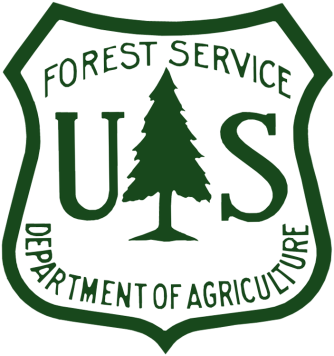 FOREST SERVICE
U S
DEPARTMENT OF AGRICULTURE